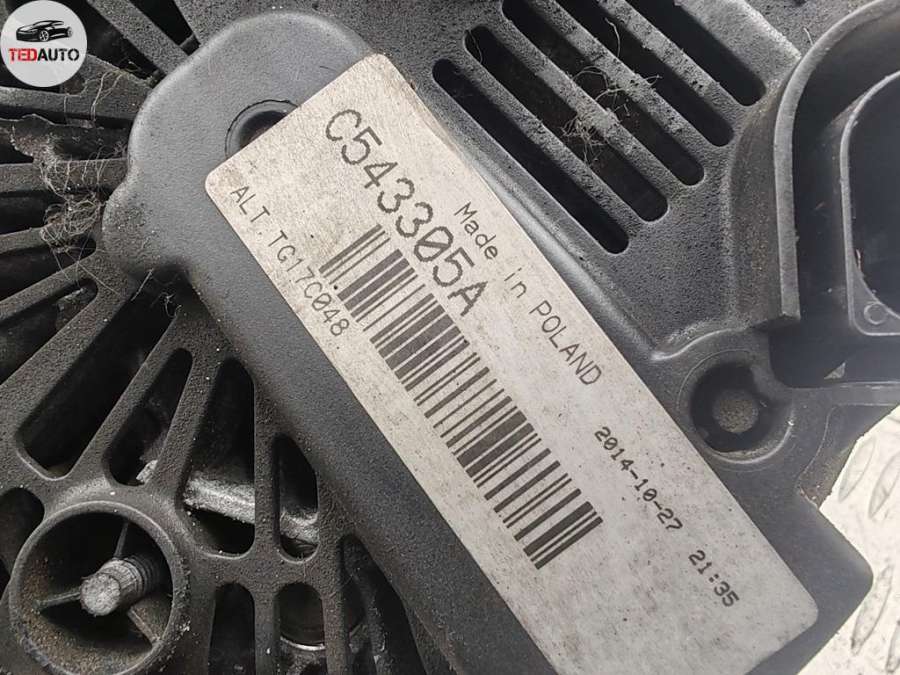 TEDAUTO
C543305A
Made in POLAND
ALT.TG17C048
2014-10-27 21:35